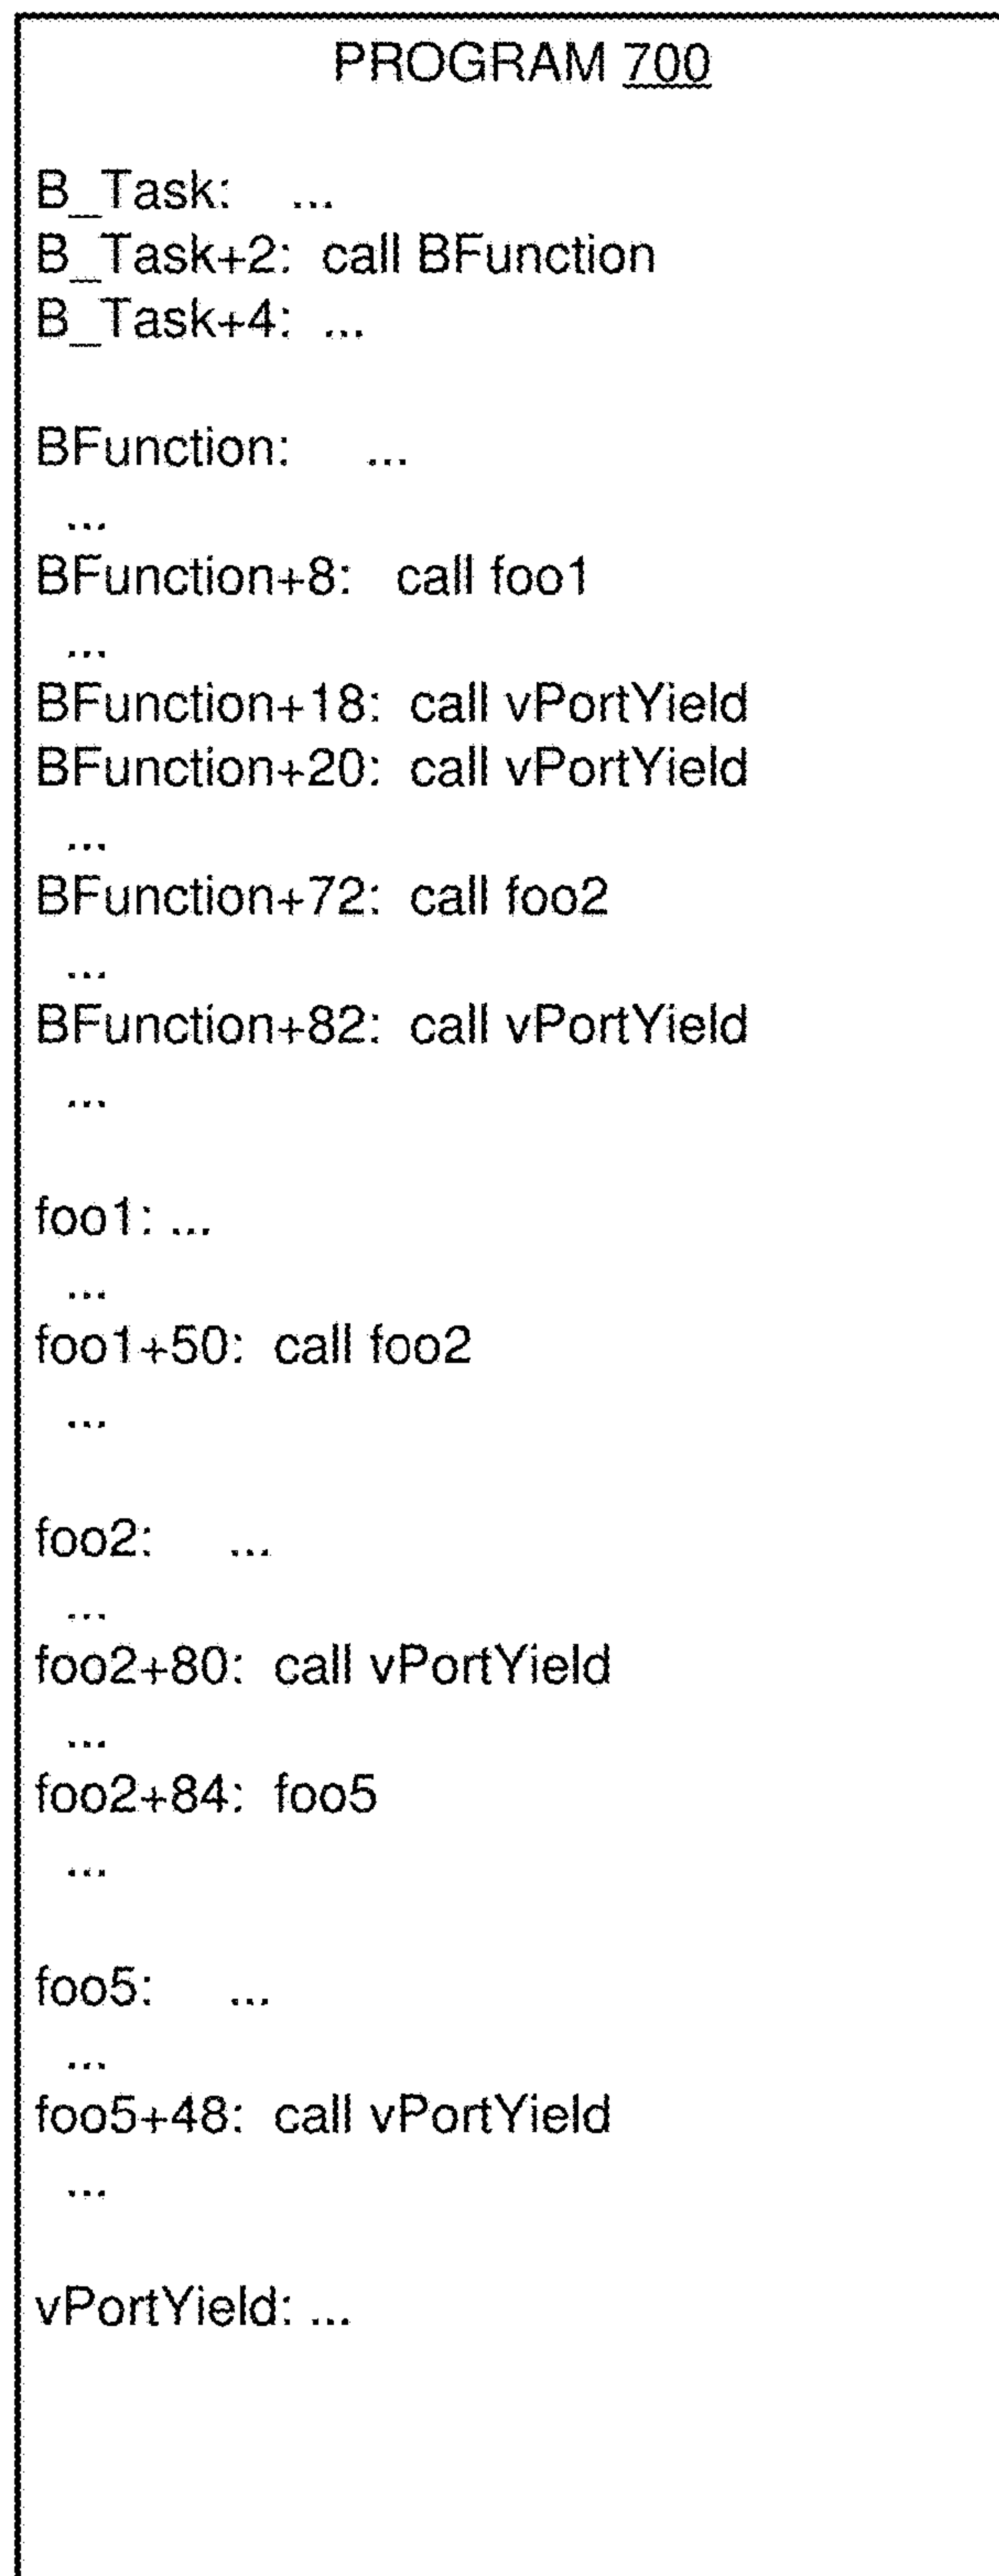 PROGRAM 700
B_Task: ...
B_Task+2: call BFunction
B_Task+4: ...
BFunction: ...
...
BFunction+8: call foo1
...
BFunction+18: call vPortYield
BFunction+20: call vPortYield
...
BFunction+72: call foo2
...
BFunction+82: call vPortYield
...
foo1: ...
...
foo1+50: call foo2
...
foo2: ...
...
foo2+80: call vPortYield
...
foo2+84: foo5
...
foo5: ...
...
foo5+48: call vPortYield
...
vPortYield: ...